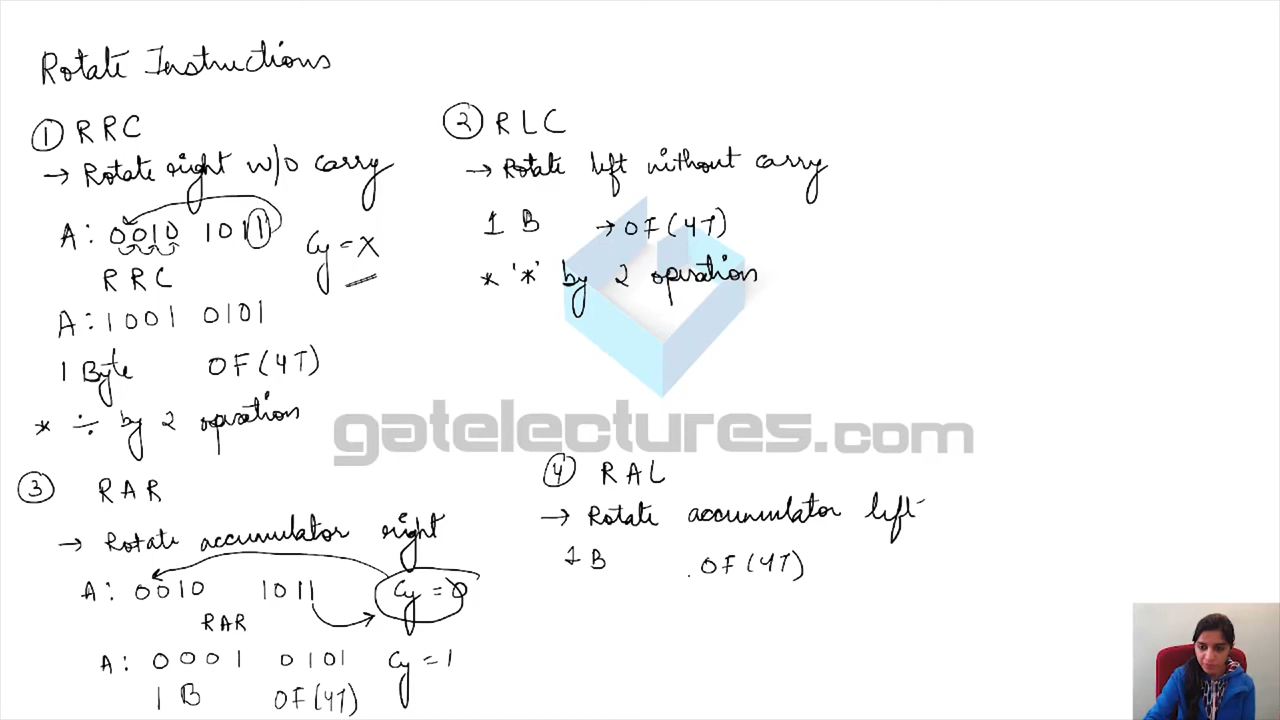 Rotate Instructions
① RRC
→ Rotate right w/o carry
A: 0010 1011
Cy = X
RRC
A: 1001 0101
1 Byte OF(4T)
* ÷ by 2 operation
② RLC
→ Rotate left without carry
1 B → OF(4T)
* '*' by 2 operation
gatelectures.com
③ RAR
→ Rotate accumulator right
A: 0010 1011 Cy = 0
RAR
A: 0001 0101 Cy = 1
1 B OF(4T)
④ RAL
→ Rotate accumulator left
1 B OF(4T)